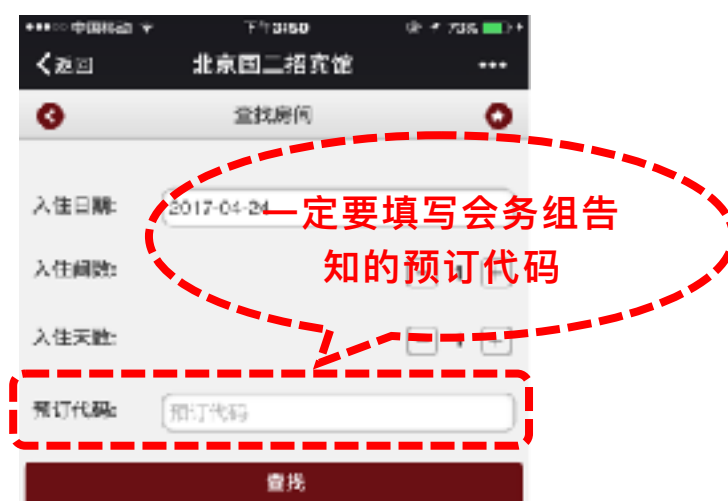 中国移动 下午3:50 73%
返回 北京国二招宾馆
查找房间
入住日期: 2017-04-24
一定要填写会务组告
知的预订代码
入住间数: 1 +
入住天数: − 1 +
预订代码: 预订代码
查找